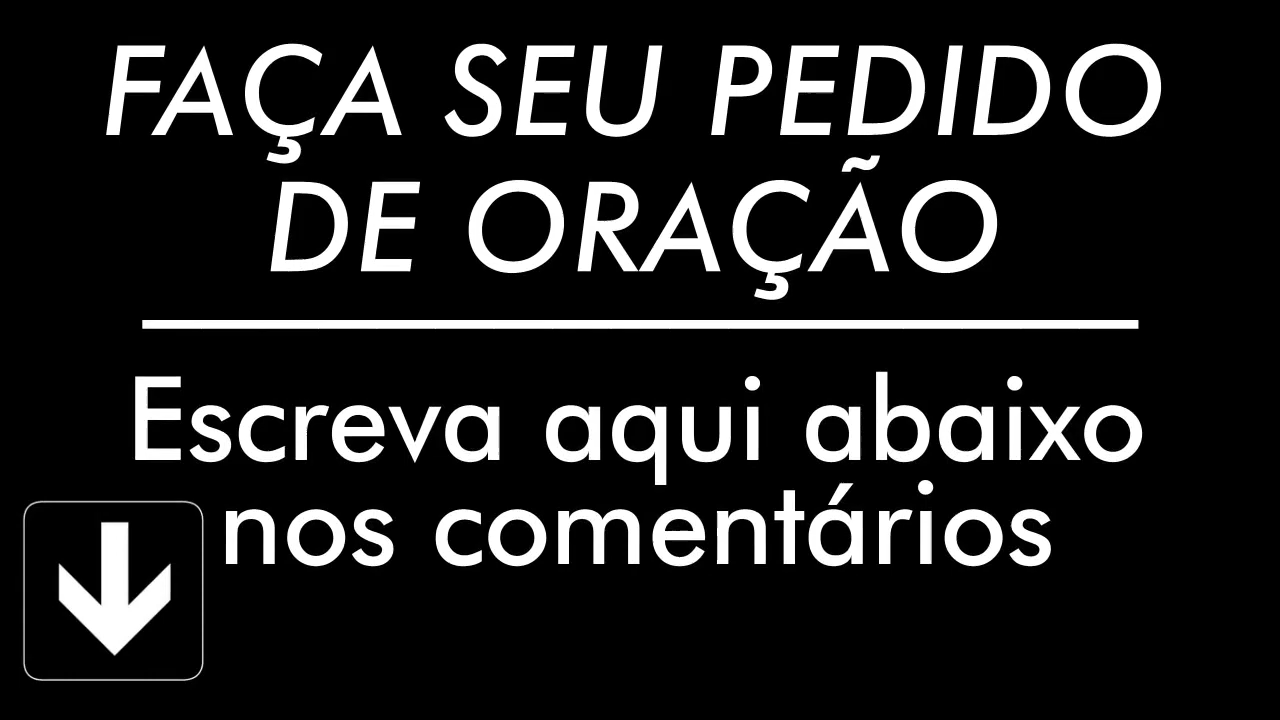 FAÇA SEU PEDIDO
DE ORAÇÃO
Escreva aqui abaixo
nos comentários